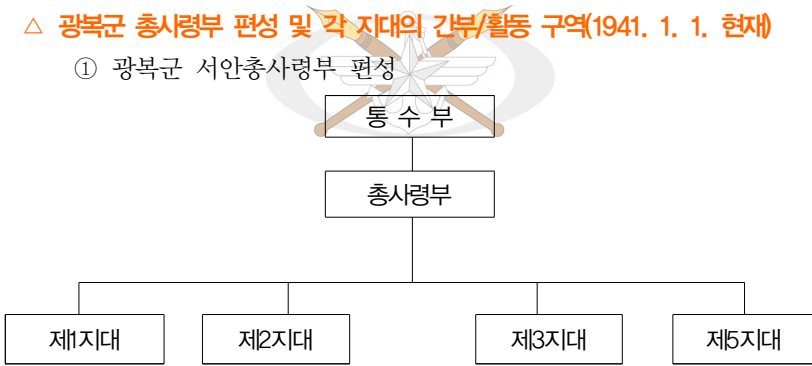 △ 광복군 총사령부 편성 및 각 지대의 간부/활동 구역(1941. 1. 1. 현재)
① 광복군 서안총사령부 편성
통 수 부
총사령부
제1지대 제2지대 제3지대 제5지대